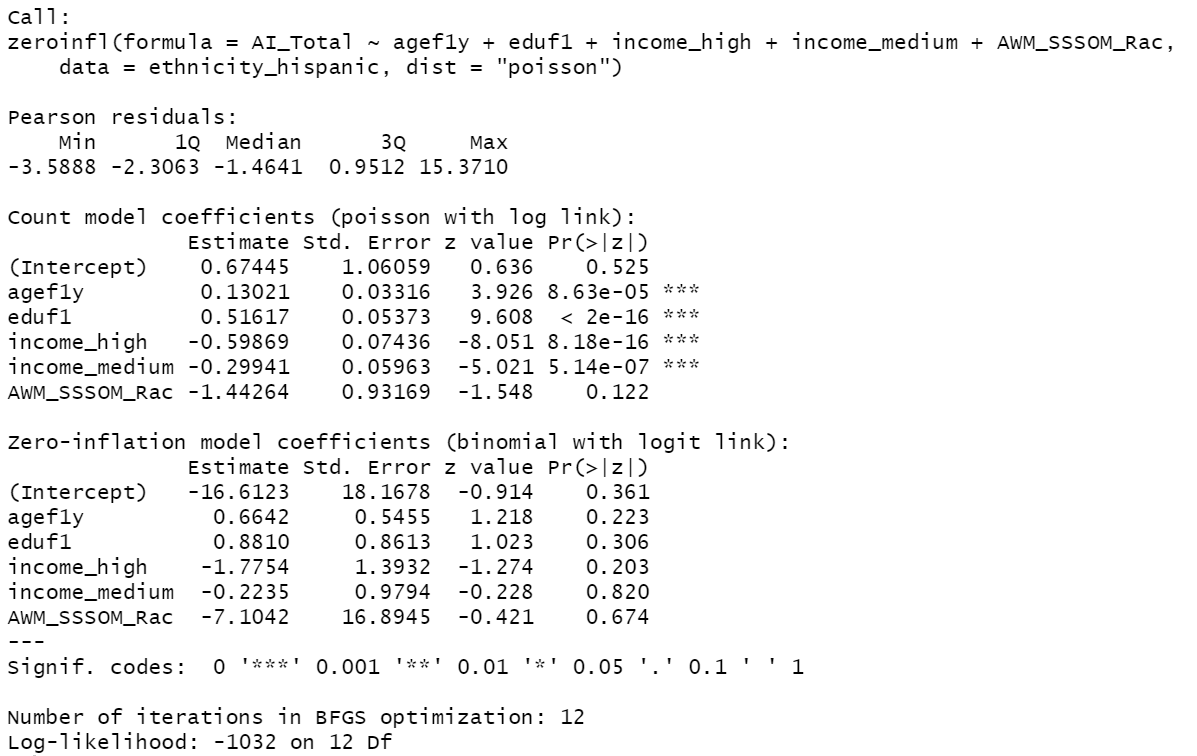 Call:
zeroinfl(formula = AI_Total ~ agef1y + eduf1 + income_high + income_medium + AWM_SSSOM_Rac,
    data = ethnicity_hispanic, dist = "poisson")

Pearson residuals:
    Min      1Q  Median      3Q     Max
-3.5888 -2.3063 -1.4641  0.9512 15.3710

Count model coefficients (poisson with log link):
              Estimate Std. Error z value Pr(>|z|)
(Intercept)    0.67445    1.06059   0.636    0.525
agef1y         0.13021    0.03316   3.926 8.63e-05 ***
eduf1          0.51617    0.05373   9.608  < 2e-16 ***
income_high   -0.59869    0.07436  -8.051 8.18e-16 ***
income_medium -0.29941    0.05963  -5.021 5.14e-07 ***
AWM_SSSOM_Rac -1.44264    0.93169  -1.548    0.122

Zero-inflation model coefficients (binomial with logit link):
              Estimate Std. Error z value Pr(>|z|)
(Intercept)   -16.6123    18.1678  -0.914    0.361
agef1y          0.6642     0.5455   1.218    0.223
eduf1           0.8810     0.8613   1.023    0.306
income_high    -1.7754     1.3932  -1.274    0.203
income_medium  -0.2235     0.9794  -0.228    0.820
AWM_SSSOM_Rac  -7.1042    16.8945  -0.421    0.674
---
Signif. codes:  0 '***' 0.001 '**' 0.01 '*' 0.05 '.' 0.1 ' ' 1

Number of iterations in BFGS optimization: 12
Log-likelihood: -1032 on 12 Df